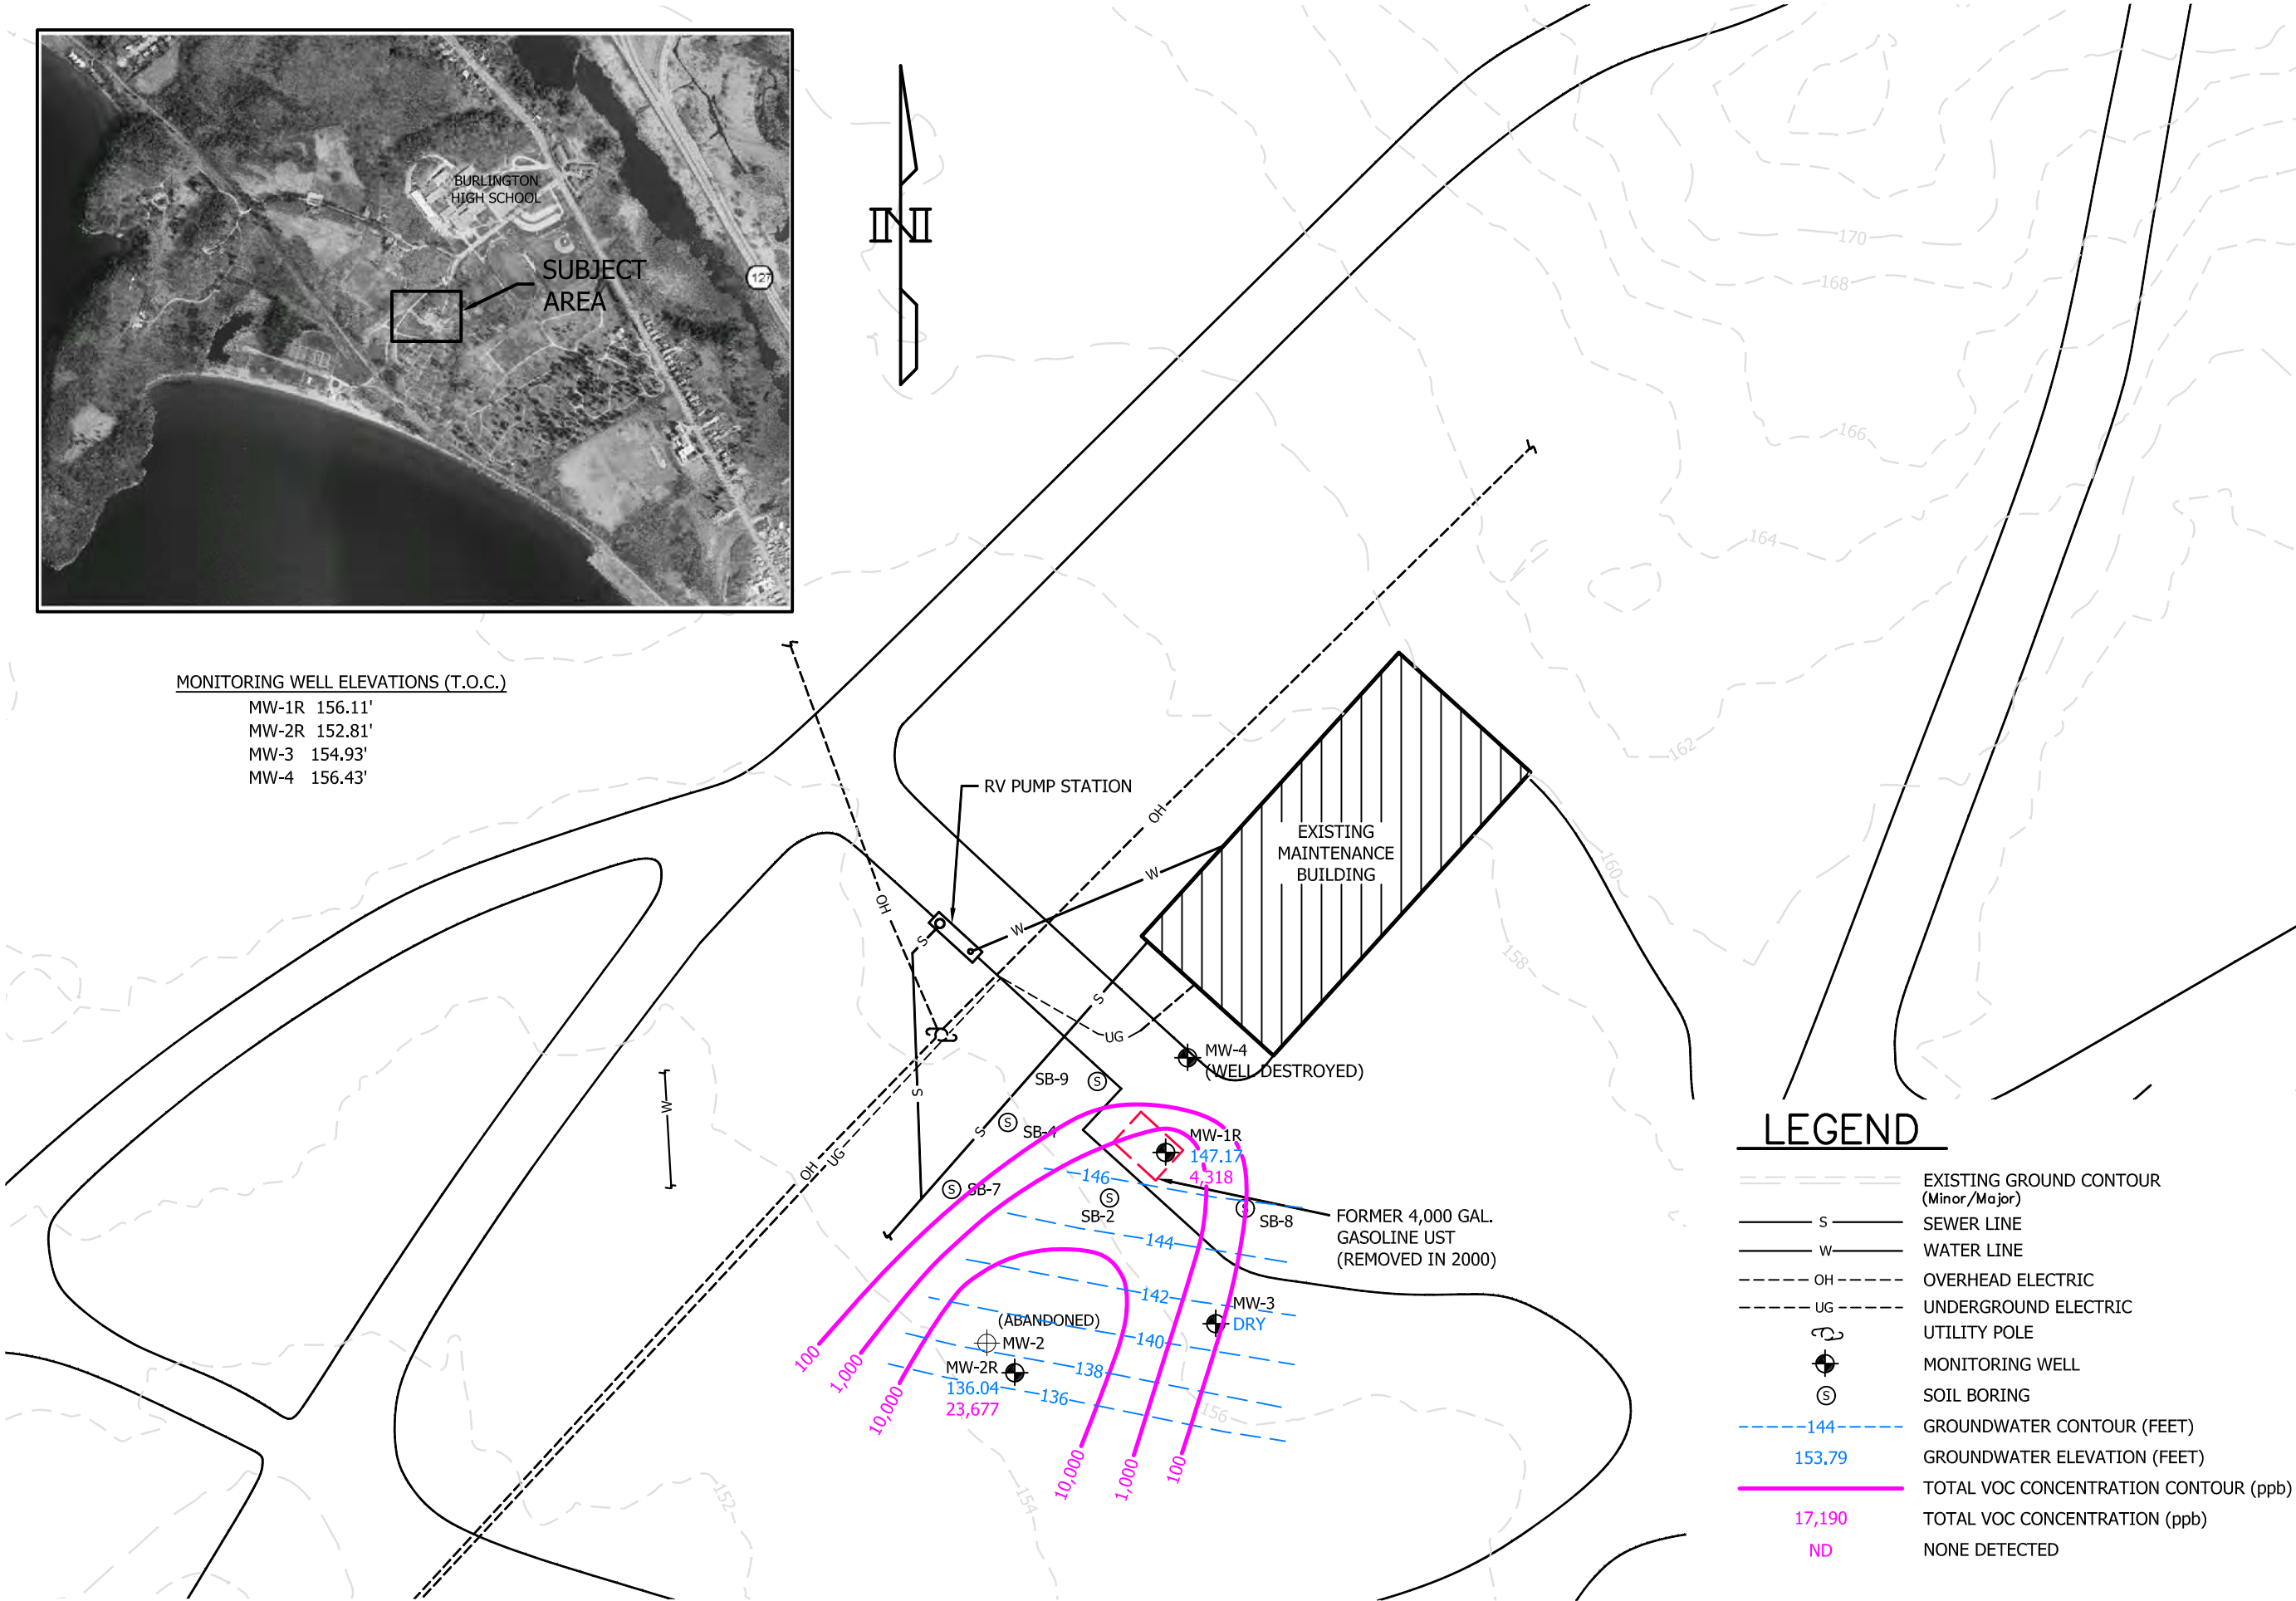 BURLINGTON
HIGH SCHOOL
SUBJECT
AREA
127
N
170
168
166
164
162
160
158
156
154
152
MONITORING WELL ELEVATIONS (T.O.C.)
MW-1R 156.11'
MW-2R 152.81'
MW-3 154.93'
MW-4 156.43'
RV PUMP STATION
EXISTING
MAINTENANCE
BUILDING
OH
OH
OH
W
W
W
S
S
S
S
UG
UG
MW-4
(WELL DESTROYED)
SB-9
S
SB-4
S
SB-7
S
SB-2
S
SB-8
S
MW-1R
147.17
4,318
FORMER 4,000 GAL.
GASOLINE UST
(REMOVED IN 2000)
146
144
142
140
138
136
MW-3
DRY
(ABANDONED)
MW-2
MW-2R
136.04
23,677
100
1,000
10,000
10,000
1,000
100
LEGEND
EXISTING GROUND CONTOUR
(Minor/Major)
S SEWER LINE
W WATER LINE
OH OVERHEAD ELECTRIC
UG UNDERGROUND ELECTRIC
UTILITY POLE
MONITORING WELL
S SOIL BORING
144 GROUNDWATER CONTOUR (FEET)
153.79 GROUNDWATER ELEVATION (FEET)
TOTAL VOC CONCENTRATION CONTOUR (ppb)
17,190 TOTAL VOC CONCENTRATION (ppb)
ND NONE DETECTED